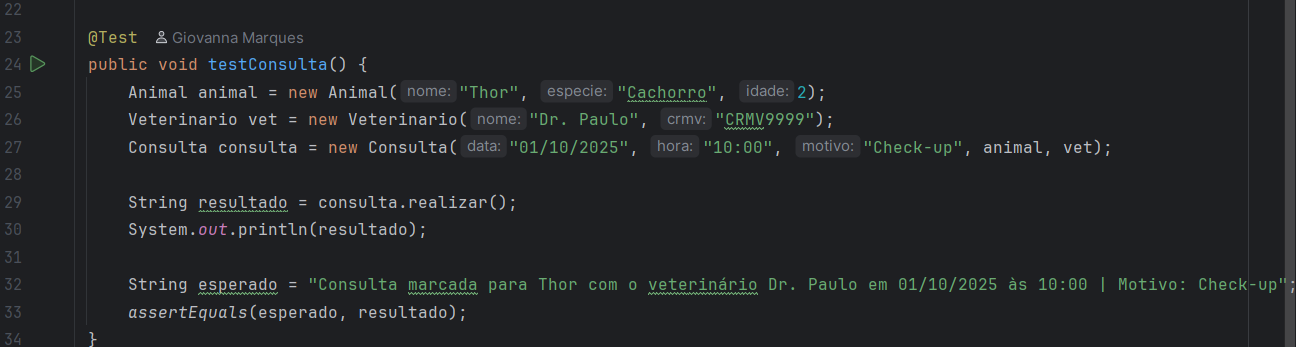 22
23 @Test Giovanna Marques
24 public void testConsulta() {
25 Animal animal = new Animal( nome: "Thor", especie: "Cachorro", idade: 2);
26 Veterinario vet = new Veterinario( nome: "Dr. Paulo", crmv: "CRMV9999");
27 Consulta consulta = new Consulta( data: "01/10/2025", hora: "10:00", motivo: "Check-up", animal, vet);
28
29 String resultado = consulta.realizar();
30 System.out.println(resultado);
31
32 String esperado = "Consulta marcada para Thor com o veterinário Dr. Paulo em 01/10/2025 às 10:00 | Motivo: Check-up";
33 assertEquals(esperado, resultado);
34 }